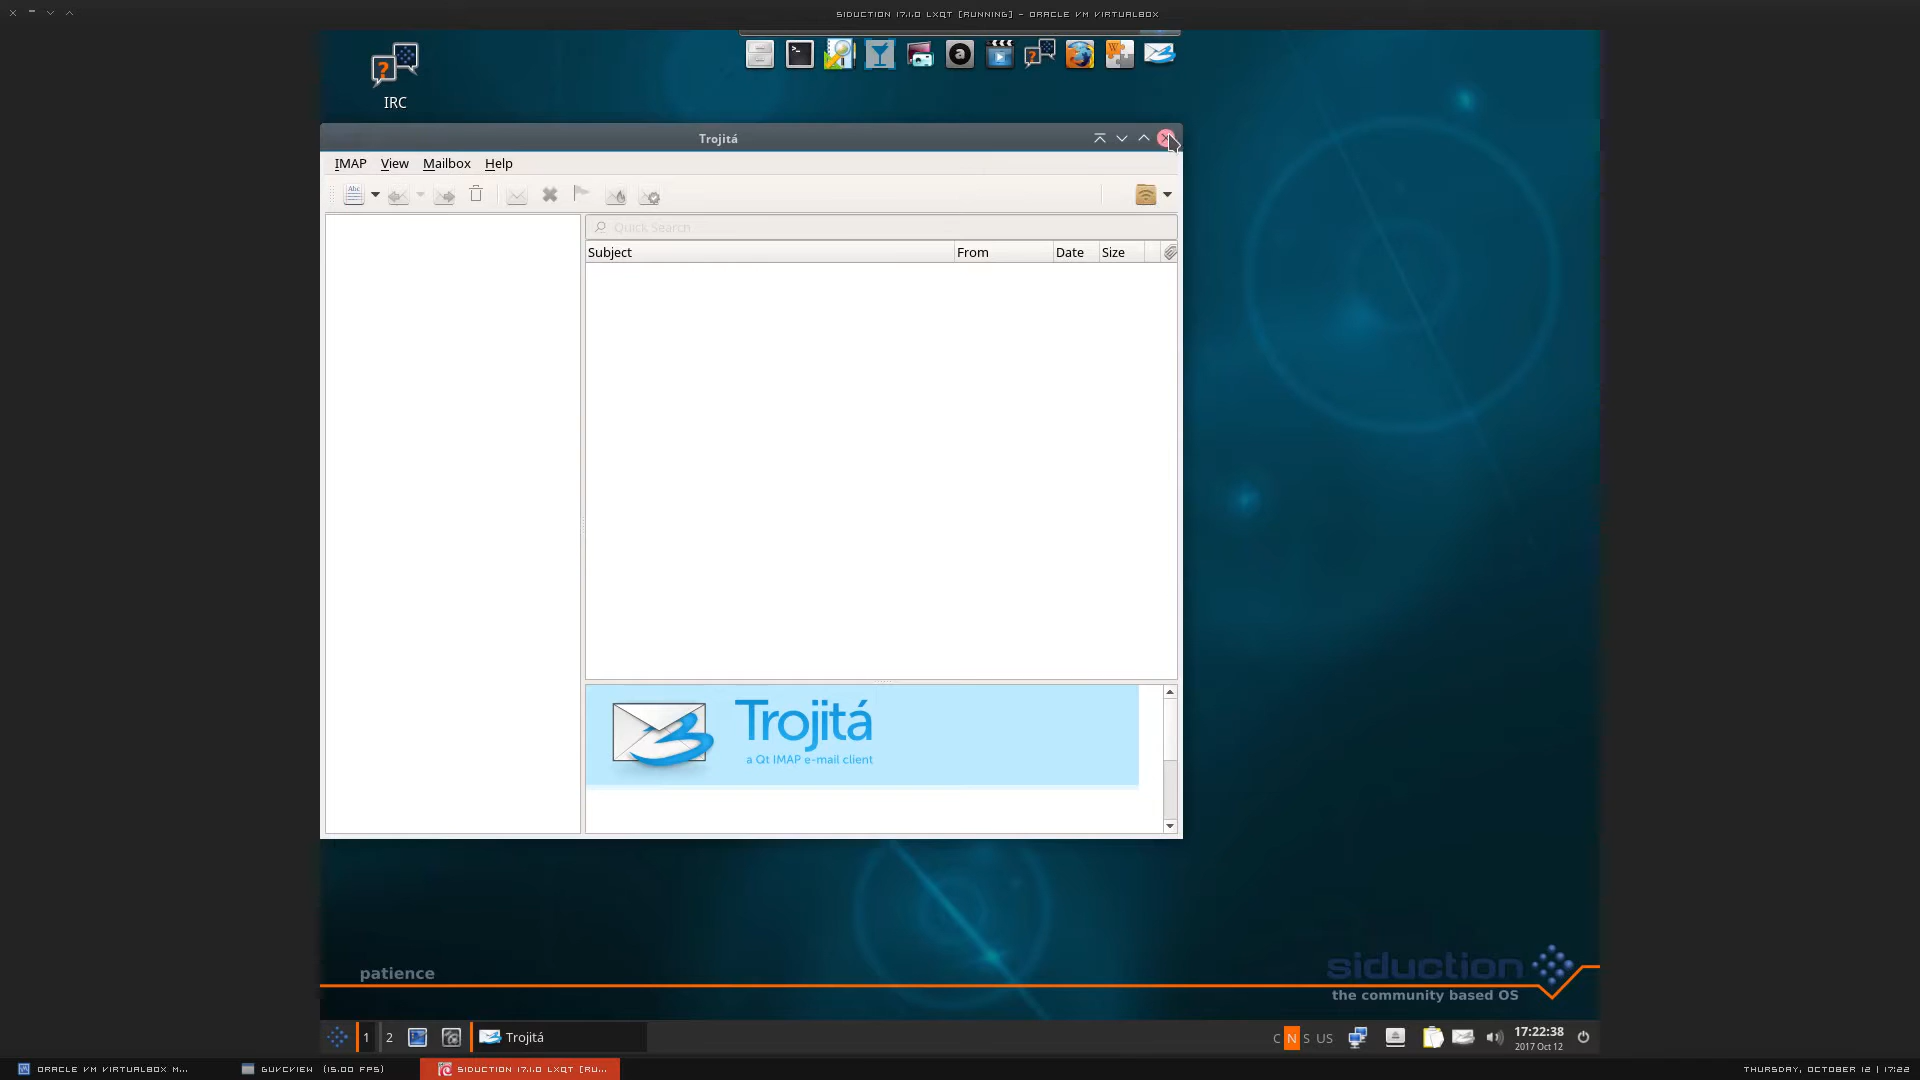 SIDUCTION 17.1.0 LXQT [RUNNING] - ORACLE VM VIRTUALBOX
IRC
Trojitá
IMAP View Mailbox Help
Abc
Quick Search
Subject From Date Size
Trojitá
a Qt IMAP e-mail client
patience
siduction
the community based OS
1 2 Trojitá C N S US 17:22:38
2017 Oct 12
ORACLE VM VIRTUALBOX M... GUVCVIEW (15.00 FPS) SIDUCTION 17.1.0 LXQT [RU... THURSDAY, OCTOBER 12 | 17:22